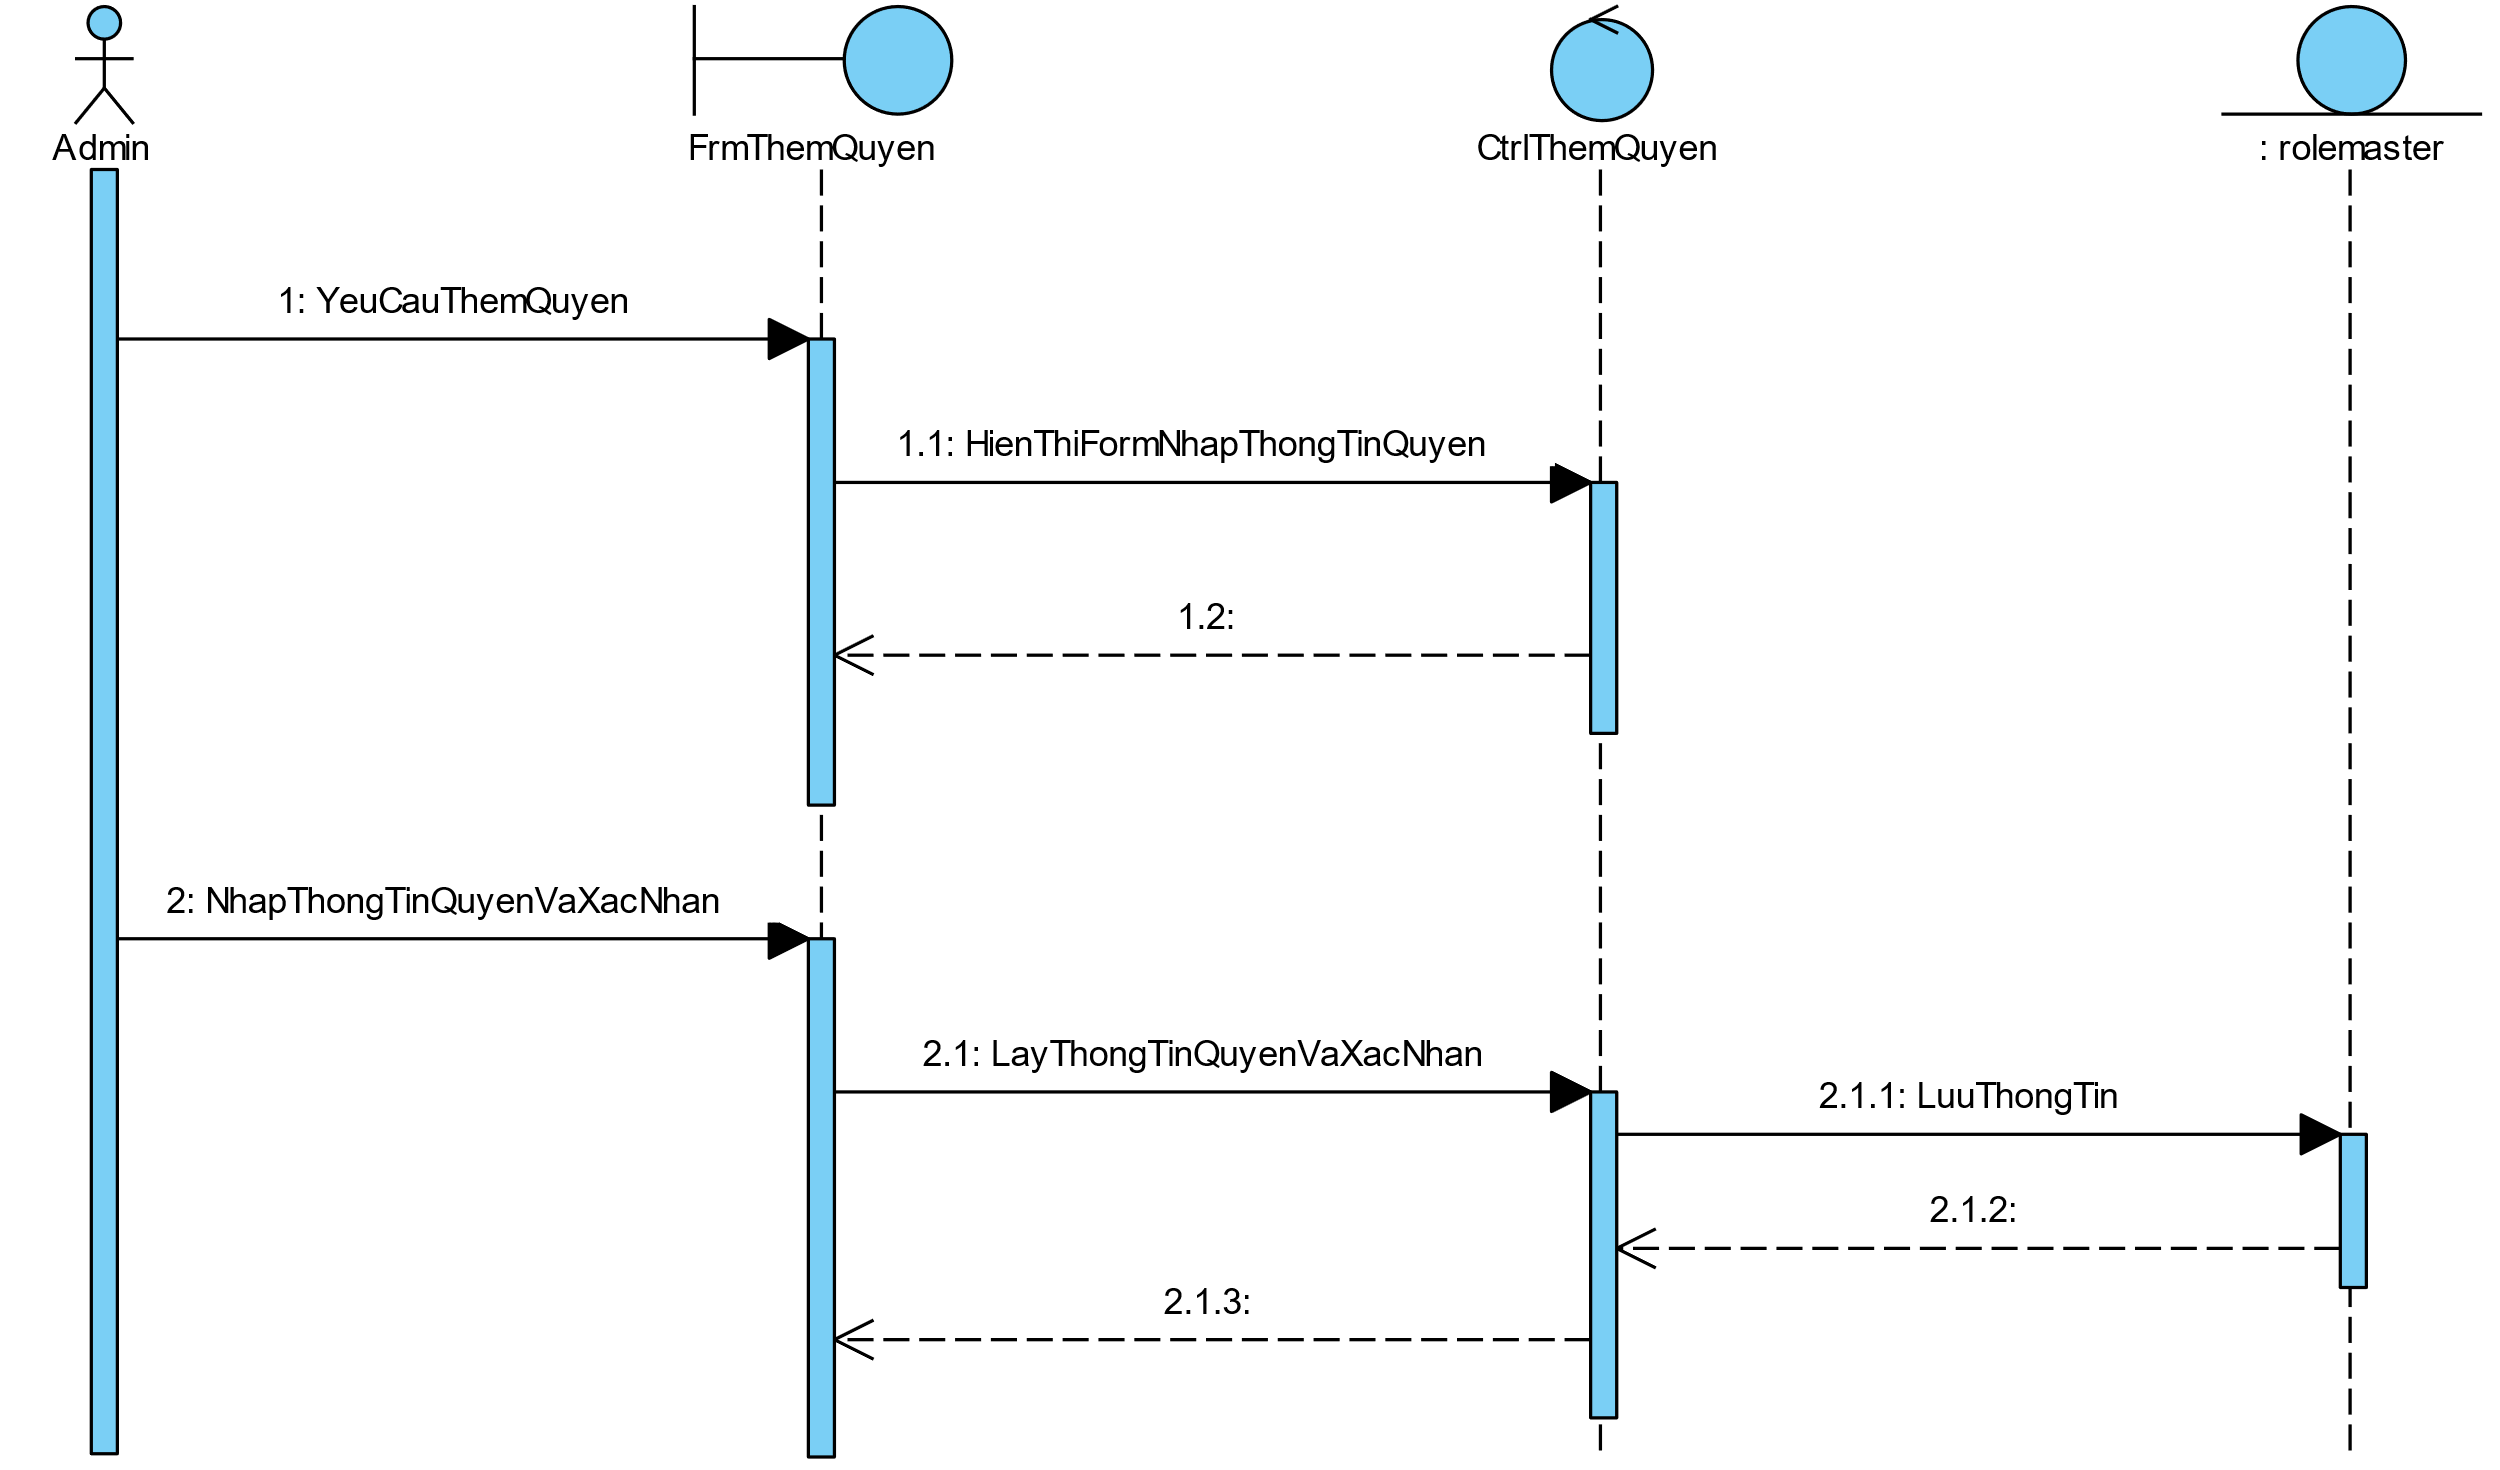 Admin
FrmThemQuyen
CtrlThemQuyen
: rolemaster
1: YeuCauThemQuyen
1.1: HienThiFormNhapThongTinQuyen
1.2:
2: NhapThongTinQuyenVaXacNhan
2.1: LayThongTinQuyenVaXacNhan
2.1.1: LuuThongTin
2.1.2:
2.1.3: